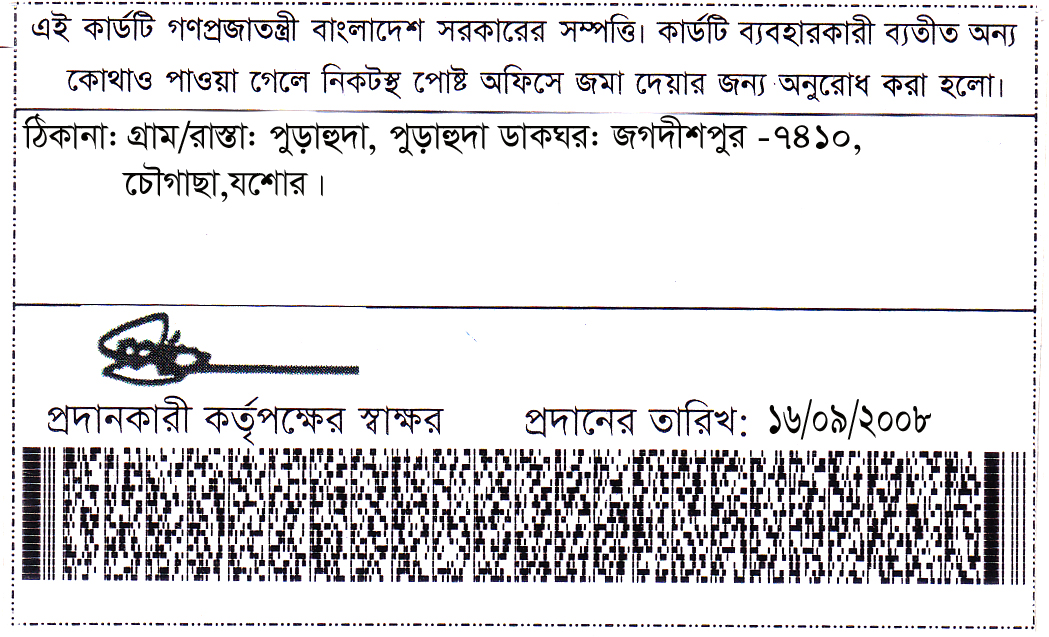 এই কার্ডটি গণপ্রজাতন্ত্রী বাংলাদেশ সরকারের সম্পত্তি। কার্ডটি ব্যবহারকারী ব্যতীত অন্য
কোথাও পাওয়া গেলে নিকটস্থ পোষ্ট অফিসে জমা দেয়ার জন্য অনুরোধ করা হলো।
ঠিকানা: গ্রাম/রাস্তা: পুড়াহুদা, পুড়াহুদা ডাকঘর: জগদীশপুর -৭৪১০,
চৌগাছা,যশোর।
প্রদানকারী কর্তৃপক্ষের স্বাক্ষর প্রদানের তারিখ: ১৬/০৯/২০০৮